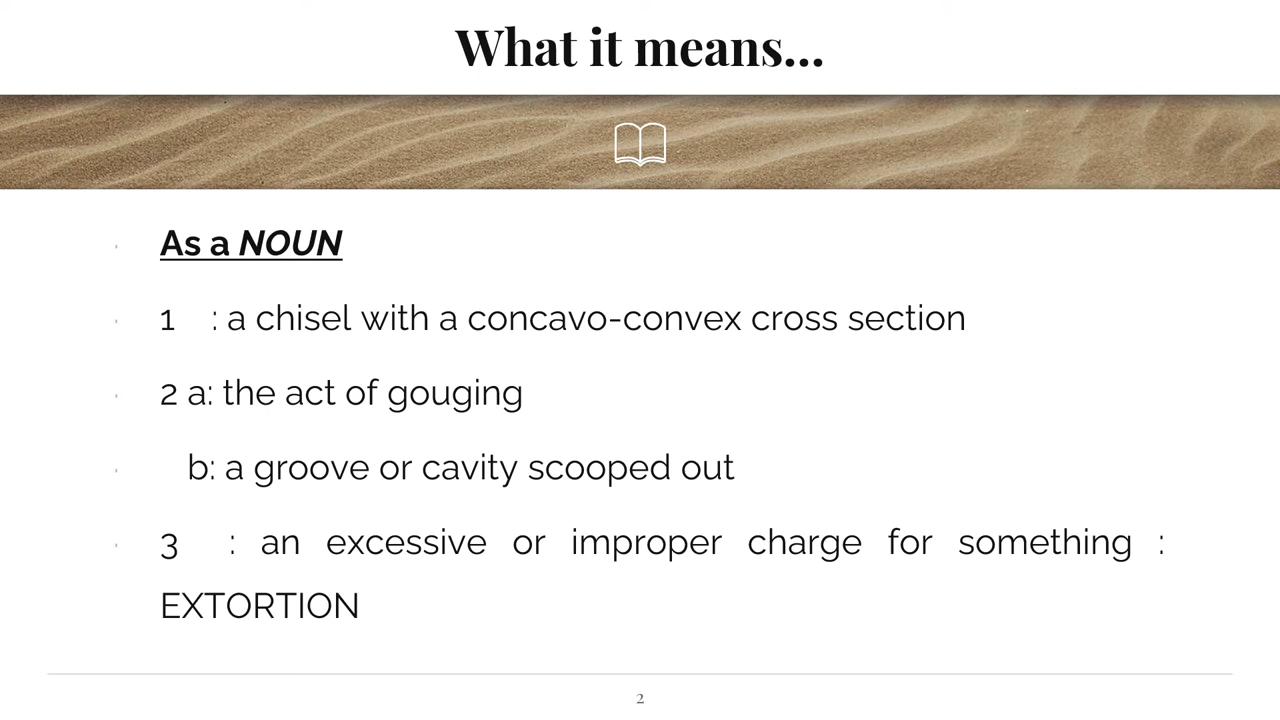 What it means...
As a NOUN
1 : a chisel with a concavo-convex cross section
2 a: the act of gouging
b: a groove or cavity scooped out
3 : an excessive or improper charge for something :
EXTORTION
2